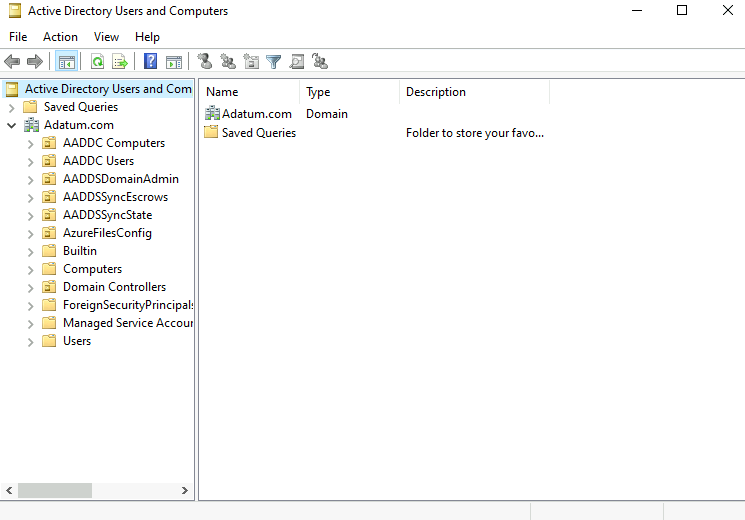 Active Directory Users and Computers
File Action View Help
Active Directory Users and Com
Saved Queries
Adatum.com
AADDC Computers
AADDC Users
AADDSDomainAdmin
AADDSSyncEscrows
AADDSSyncState
AzureFilesConfig
Builtin
Computers
Domain Controllers
ForeignSecurityPrincipals
Managed Service Accour
Users
Name Type Description
Adatum.com Domain
Saved Queries Folder to store your favo...